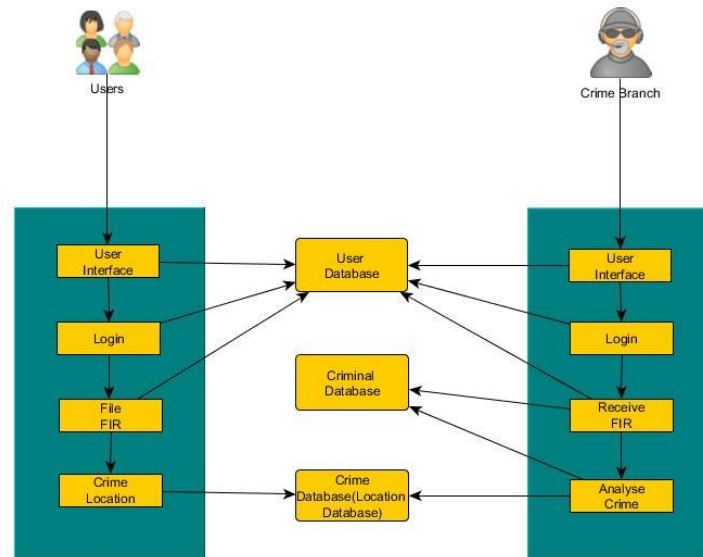 Users
Crime Branch
User
Interface
Login
File
FIR
Crime
Location
User
Database
Criminal
Database
Crime
Database(Location
Database)
User
Interface
Login
Receive
FIR
Analyse
Crime